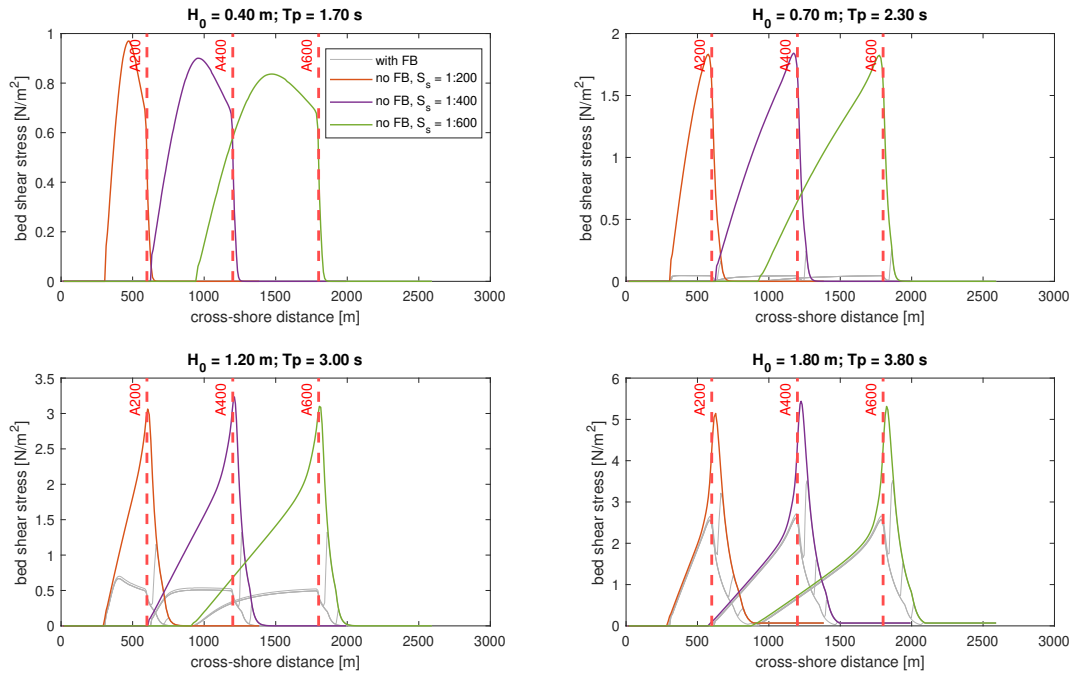 H_0 = 0.40 m; Tp = 1.70 s
bed shear stress [N/m²]
1
0.8
0.6
0.4
0.2
0
0
500
1000
1500
2000
2500
3000
cross-shore distance [m]
A200
A400
A600
with FB
no FB, S_s = 1:200
no FB, S_s = 1:400
no FB, S_s = 1:600
H_0 = 0.70 m; Tp = 2.30 s
bed shear stress [N/m²]
2
1.5
1
0.5
0
0
500
1000
1500
2000
2500
3000
cross-shore distance [m]
A200
A400
A600
H_0 = 1.20 m; Tp = 3.00 s
bed shear stress [N/m²]
3.5
3
2.5
2
1.5
1
0.5
0
0
500
1000
1500
2000
2500
3000
cross-shore distance [m]
A200
A400
A600
H_0 = 1.80 m; Tp = 3.80 s
bed shear stress [N/m²]
6
5
4
3
2
1
0
0
500
1000
1500
2000
2500
3000
cross-shore distance [m]
A200
A400
A600